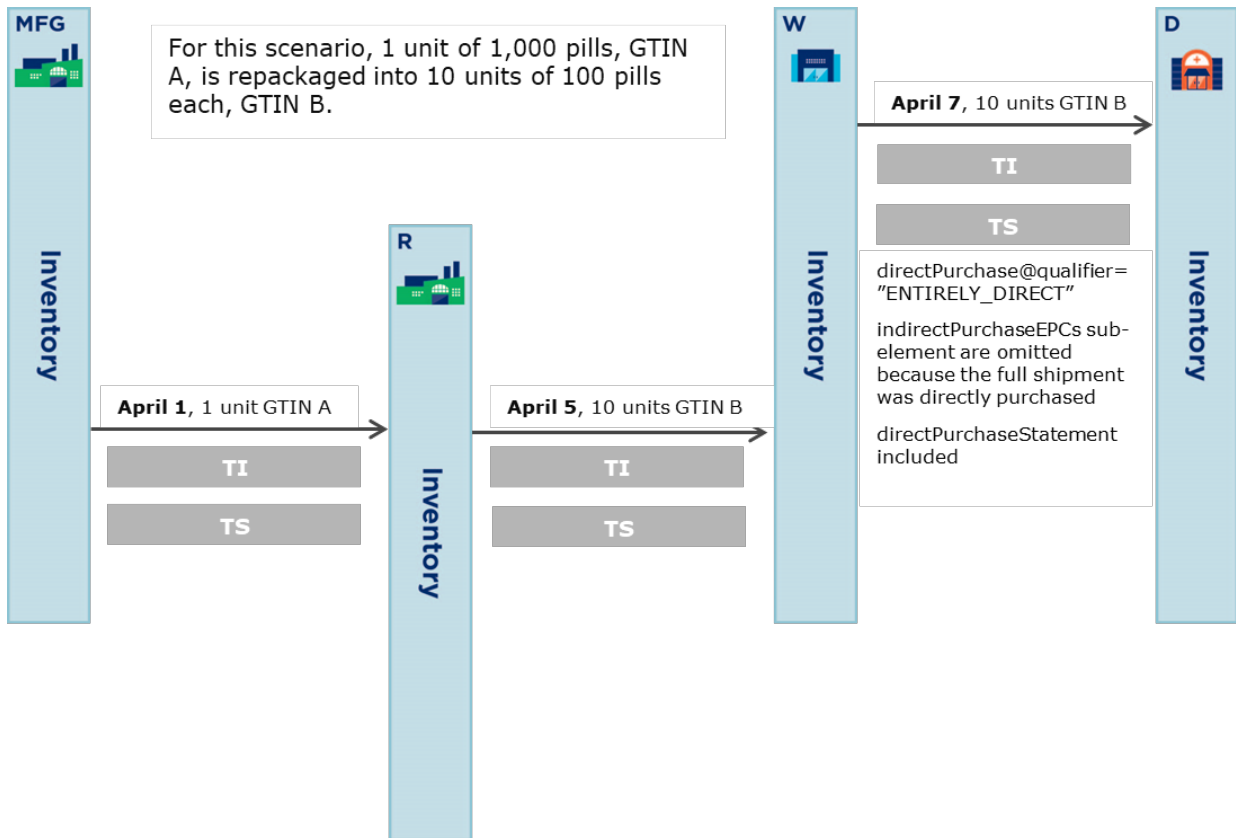 MFG
For this scenario, 1 unit of 1,000 pills, GTIN
A, is repackaged into 10 units of 100 pills
each, GTIN B.
W
D
April 7, 10 units GTIN B
TI
TS
directPurchase@qualifier=
”ENTIRELY_DIRECT”
indirectPurchaseEPCs sub-
element are omitted
because the full shipment
was directly purchased
directPurchaseStatement
included
Inventory
R
Inventory
Inventory
Inventory
April 1, 1 unit GTIN A
TI
TS
April 5, 10 units GTIN B
TI
TS